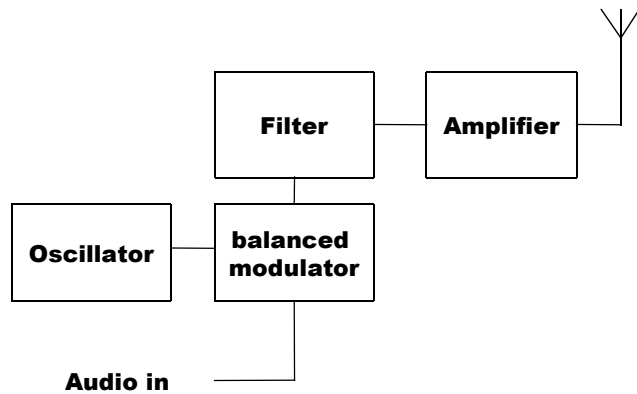 Filter
Amplifier
Oscillator
balanced
modulator
Audio in